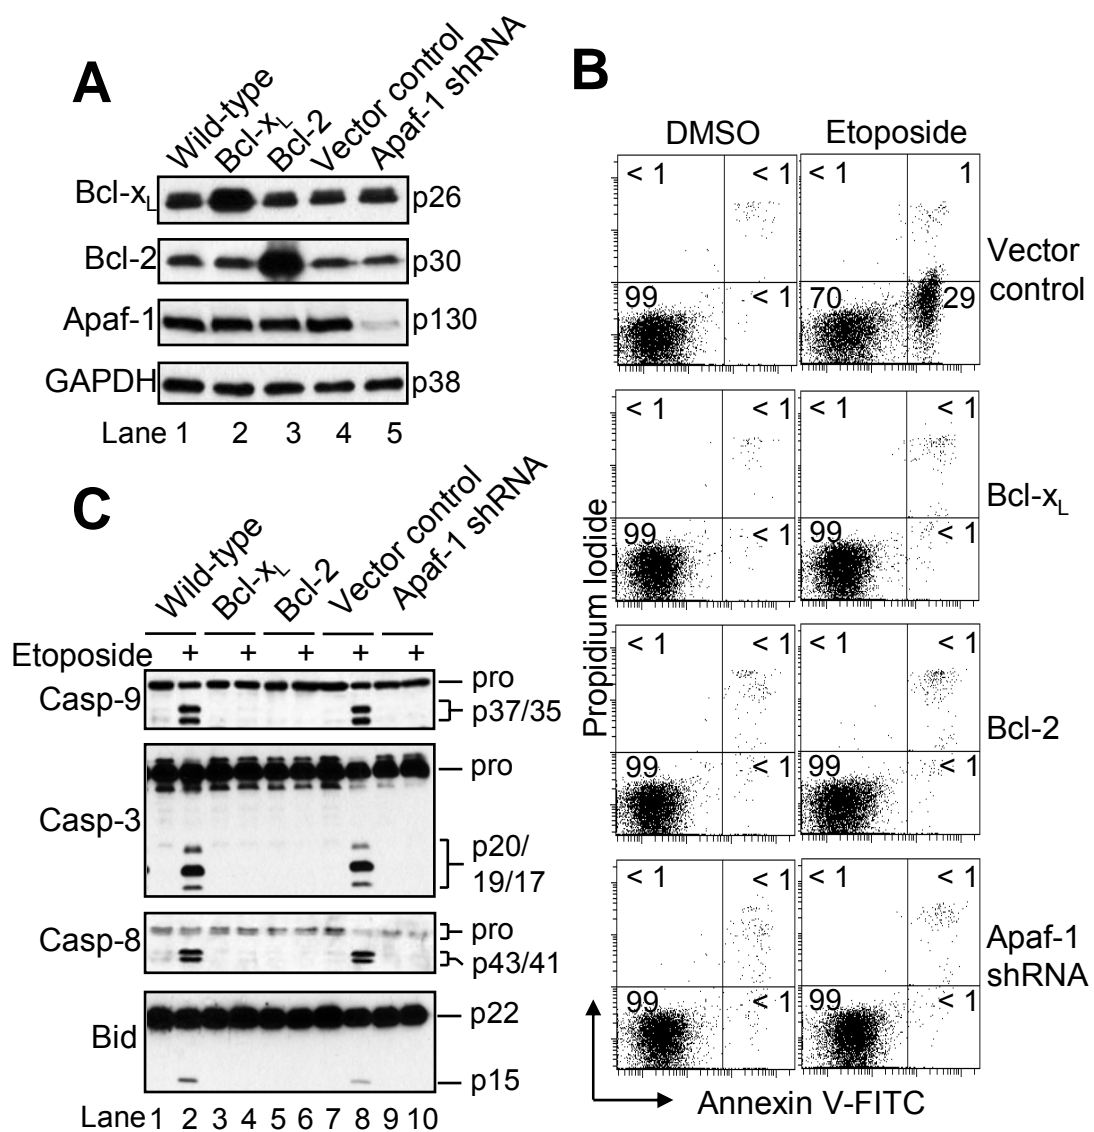 A
Wild-type
Bcl-xL
Bcl-2
Vector control
Apaf-1 shRNA
Bcl-xL p26
Bcl-2 p30
Apaf-1 p130
GAPDH p38
Lane 1 2 3 4 5
B
DMSO Etoposide
< 1 < 1 < 1 1
Vector
control
99 < 1 70 29
< 1 < 1 < 1 < 1
Bcl-xL
99 < 1 99 < 1
< 1 < 1 < 1 < 1
Bcl-2
99 < 1 99 < 1
< 1 < 1 < 1 < 1
Apaf-1
shRNA
99 < 1 99 < 1
Propidium Iodide
Annexin V-FITC
C
Wild-type
Bcl-xL
Bcl-2
Vector control
Apaf-1 shRNA
Etoposide + + + + +
Casp-9
pro
p37/35
Casp-3
pro
p20/
19/17
Casp-8
pro
p43/41
Bid
p22
p15
Lane 1 2 3 4 5 6 7 8 9 10